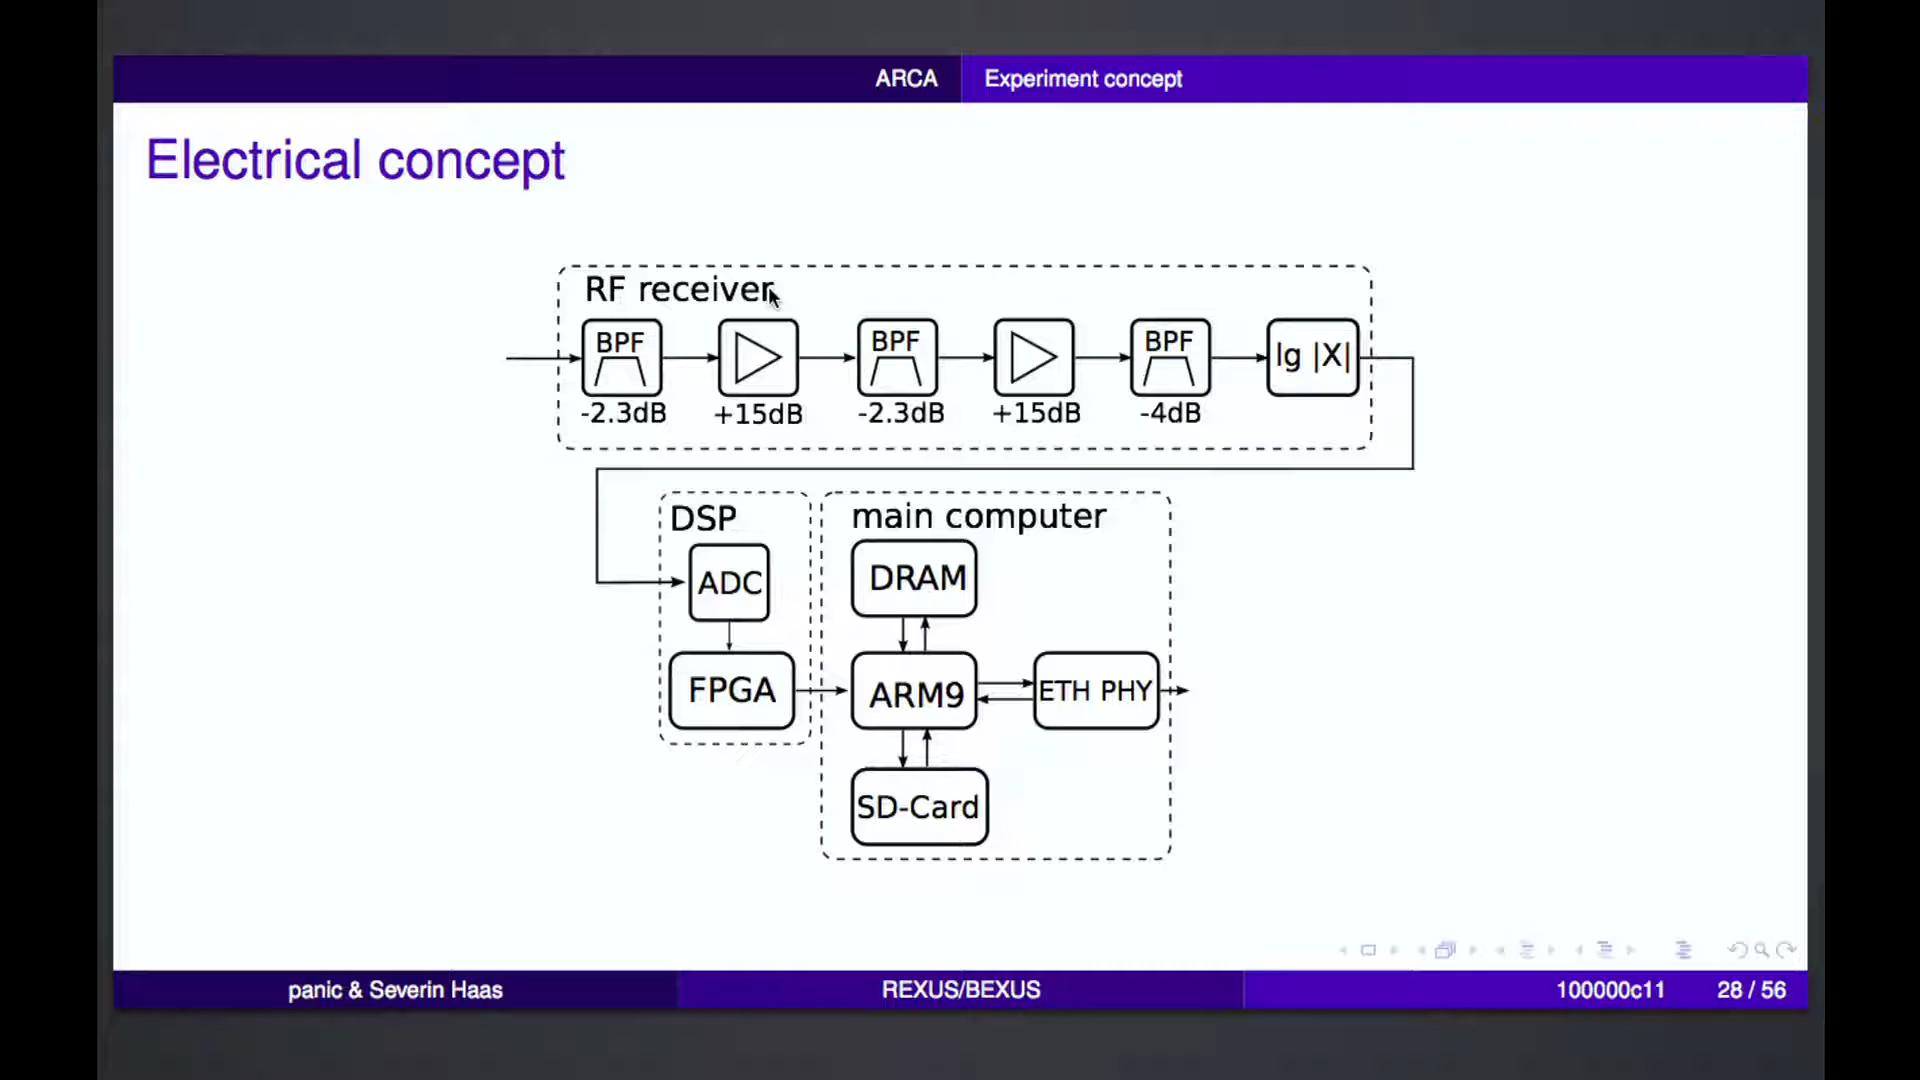 ARCA Experiment concept
Electrical concept
RF receiver
BPF BPF BPF lg |X|
-2.3dB +15dB -2.3dB +15dB -4dB
DSP main computer
ADC DRAM
FPGA ARM9 ETH PHY
SD-Card
panic & Severin Haas REXUS/BEXUS 100000c11 28 / 56